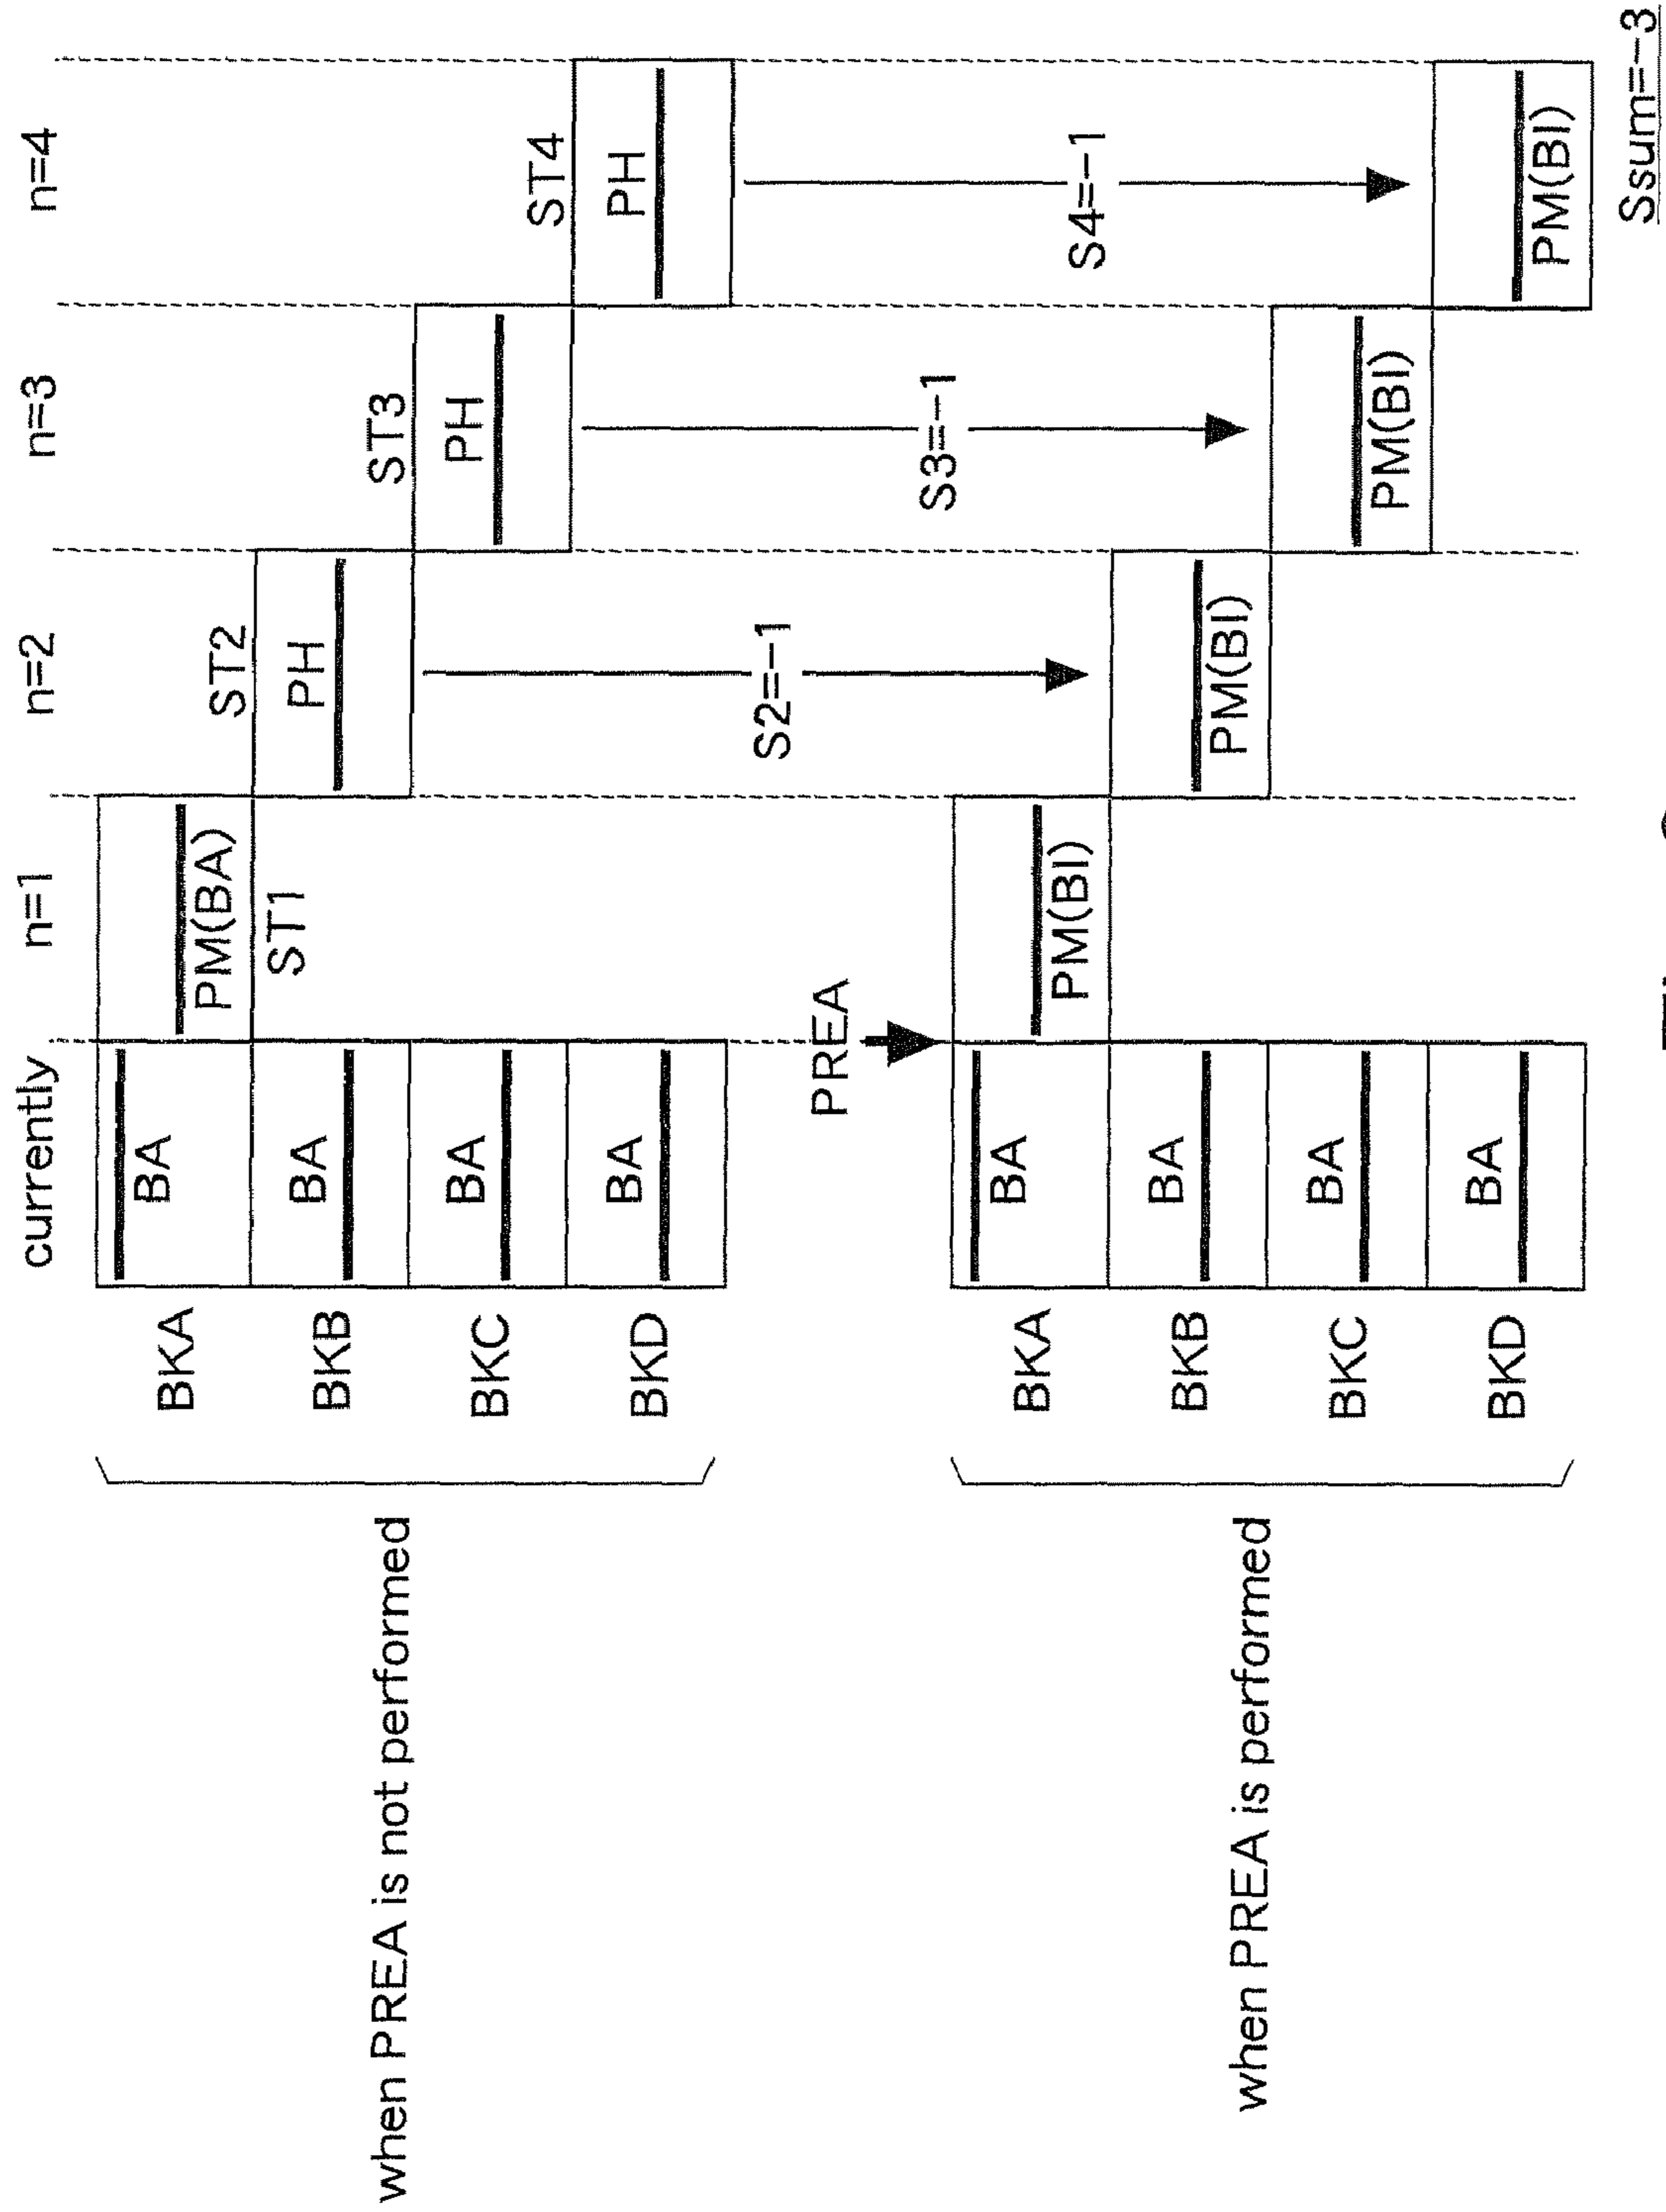 currently
n=1
n=2
n=3
n=4
when PREA is not performed
BKA
BA
PM(BA)
ST1
BKB
BA
ST2
PH
BKC
BA
ST3
PH
BKD
BA
ST4
PH
S2=-1
S3=-1
S4=-1
PREA
when PREA is performed
BKA
BA
PM(BI)
BKB
BA
PM(BI)
BKC
BA
PM(BI)
BKD
BA
PM(BI)
Ssum=-3